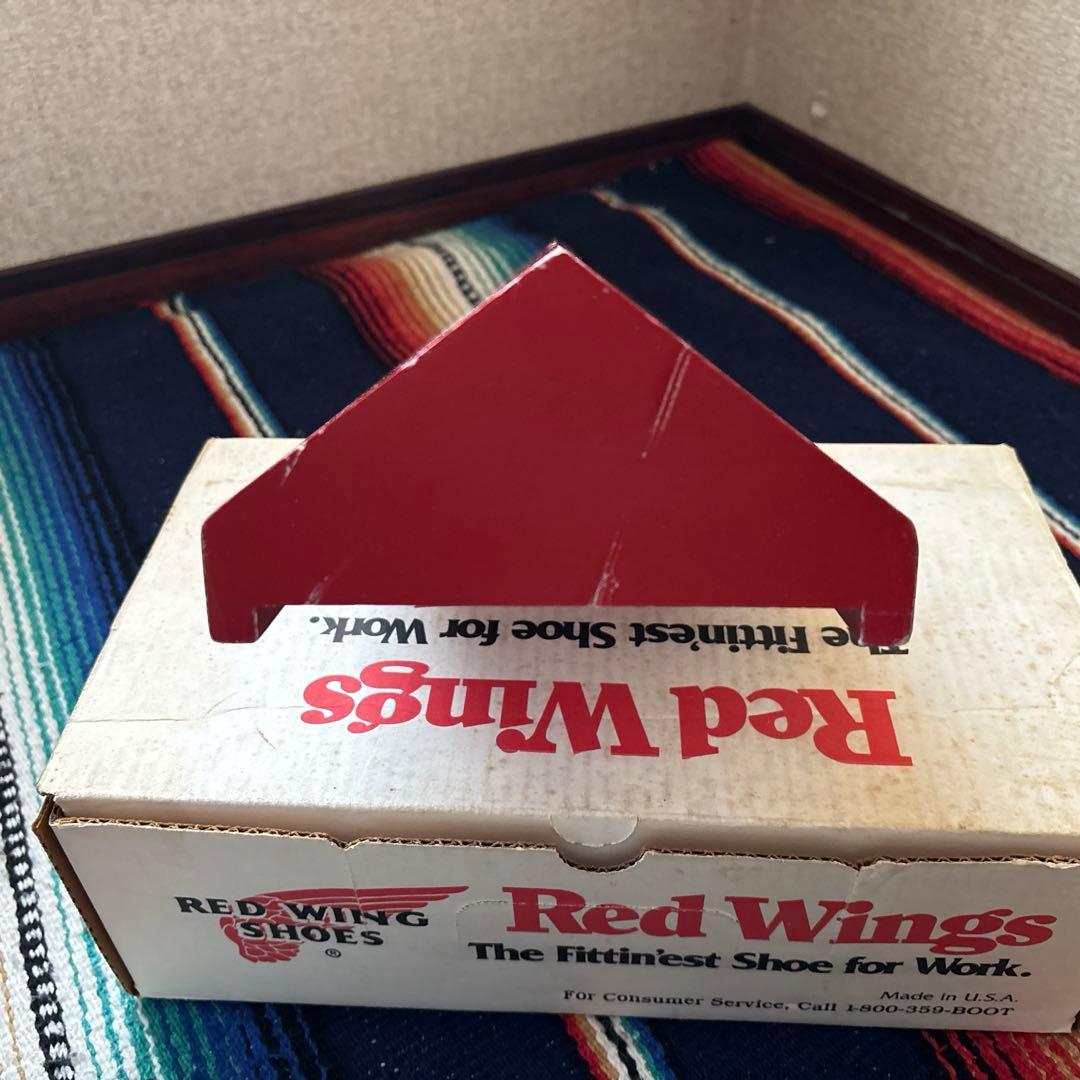 The Fittin'est Shoe for Work.
Red Wings
RED WING
SHOES
®
Red Wings
The Fittin'est Shoe for Work.
Made in U.S.A.
For Consumer Service, Call 1-800-359-BOOT